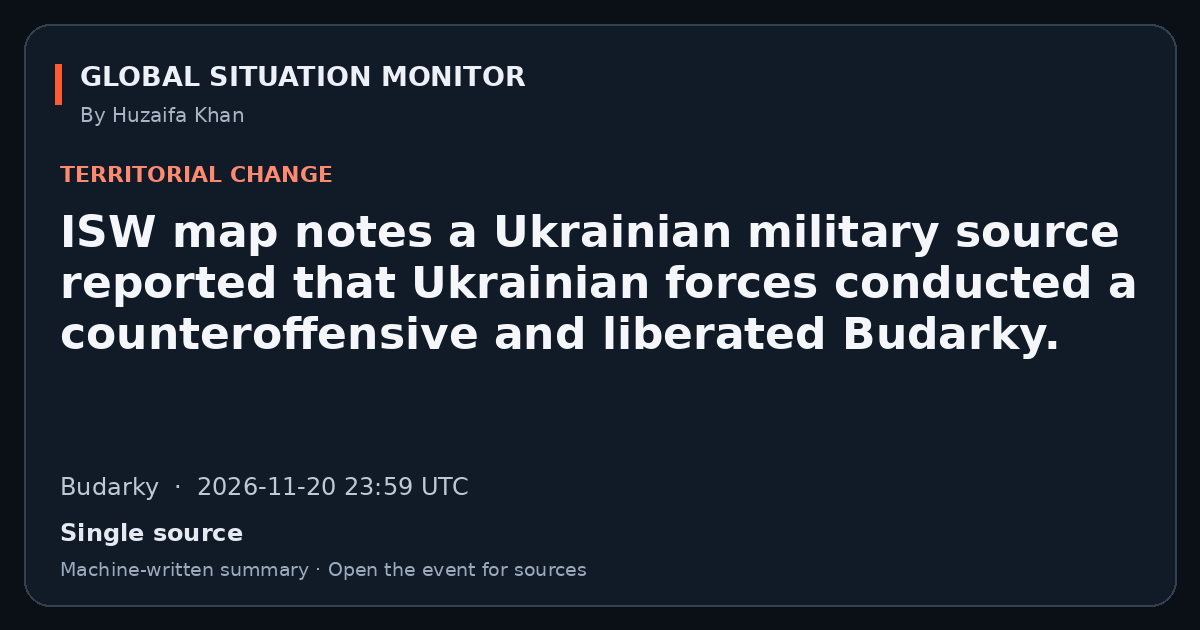 GLOBAL SITUATION MONITOR
By Huzaifa Khan
TERRITORIAL CHANGE
ISW map notes a Ukrainian military source
reported that Ukrainian forces conducted a
counteroffensive and liberated Budarky.
Budarky · 2026-11-20 23:59 UTC
Single source
Machine-written summary · Open the event for sources